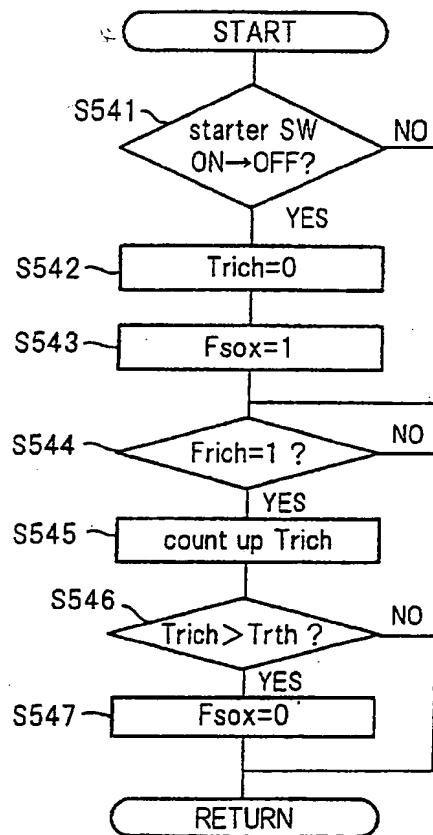 START
S541
starter SW
ON→OFF?
NO
YES
S542
Trich=0
S543
Fsox=1
S544
Frich=1 ?
NO
YES
S545
count up Trich
S546
Trich>Trth ?
NO
YES
S547
Fsox=0
RETURN